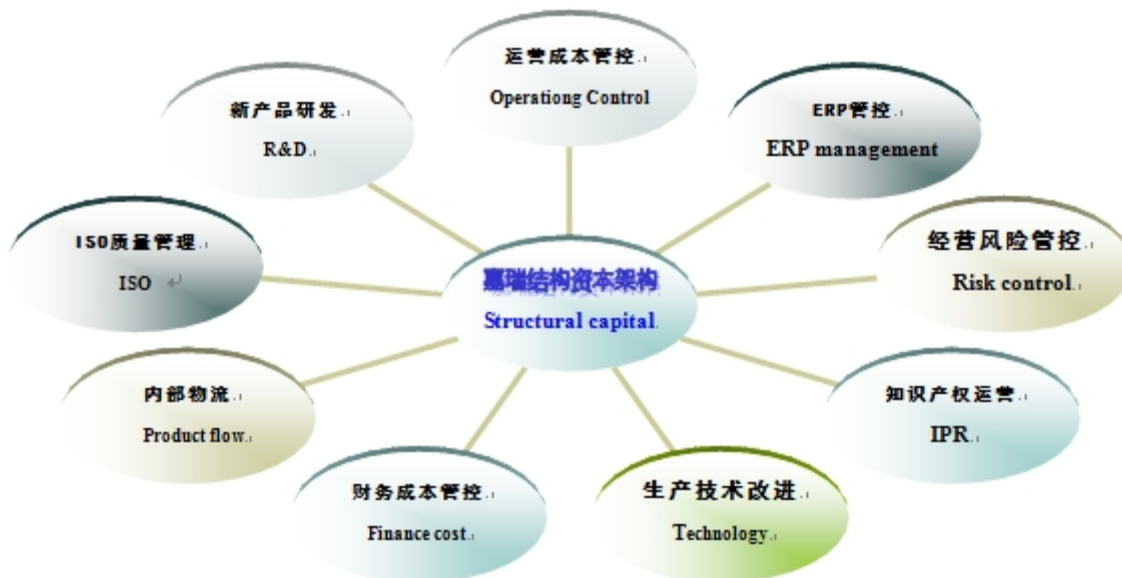 运营成本管控
Operationg Control
新产品研发
R&D
ERP管控
ERP management
ISO质量管理
ISO
经营风险管控
Risk control
嘉瑞结构资本架构
Structural capital
内部物流
Product flow
知识产权运营
IPR
财务成本管控
Finance cost
生产技术改进
Technology